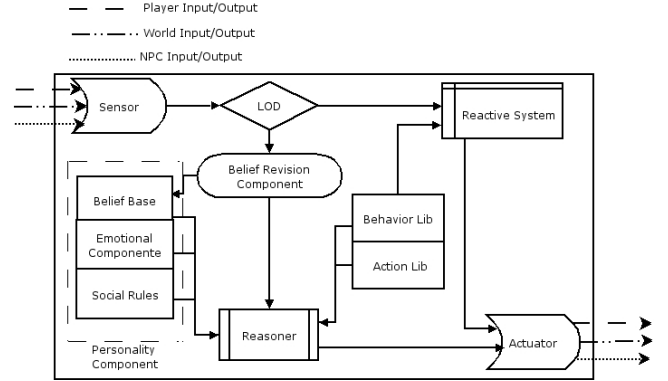 Player Input/Output
World Input/Output
NPC Input/Output
Sensor
LOD
Reactive System
Belief Revision
Component
Belief Base
Emotional
Componente
Social Rules
Behavior Lib
Action Lib
Reasoner
Actuator
Personality
Component